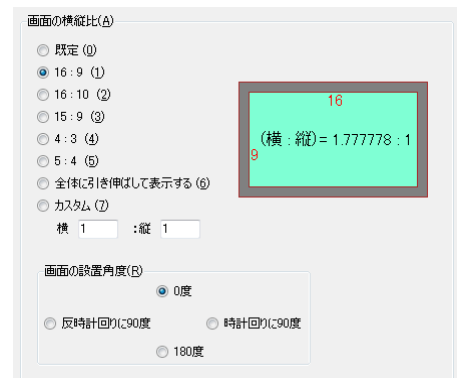 画面の横縦比(A)
既定 (0)
16 : 9 (1)
16 : 10 (2)
15 : 9 (3)
4 : 3 (4)
5 : 4 (5)
全体に引き伸ばして表示する (6)
カスタム (7)
横 1 :縦 1
16
(横 : 縦)= 1.777778 : 1
9
画面の設置角度(R)
0度
反時計回りに90度 時計回りに90度
180度